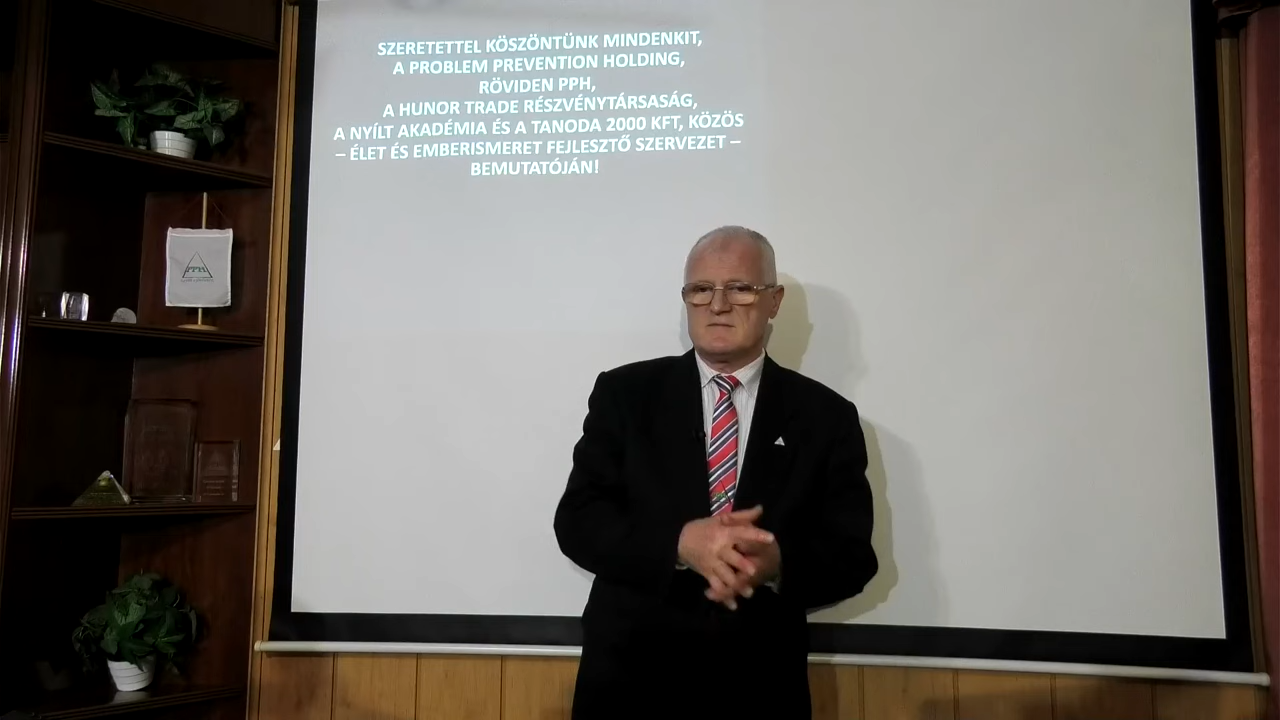 SZERETETTEL KÖSZÖNTÜNK MINDENKIT,
A PROBLEM PREVENTION HOLDING,
RÖVIDEN PPH,
A HUNOR TRADE RÉSZVÉNYTÁRSASÁG,
A NYÍLT AKADÉMIA ÉS A TANODA 2000 KFT, KÖZÖS
– ÉLET ÉS EMBERISMERET FEJLESZTŐ SZERVEZET –
BEMUTATÓJÁN!